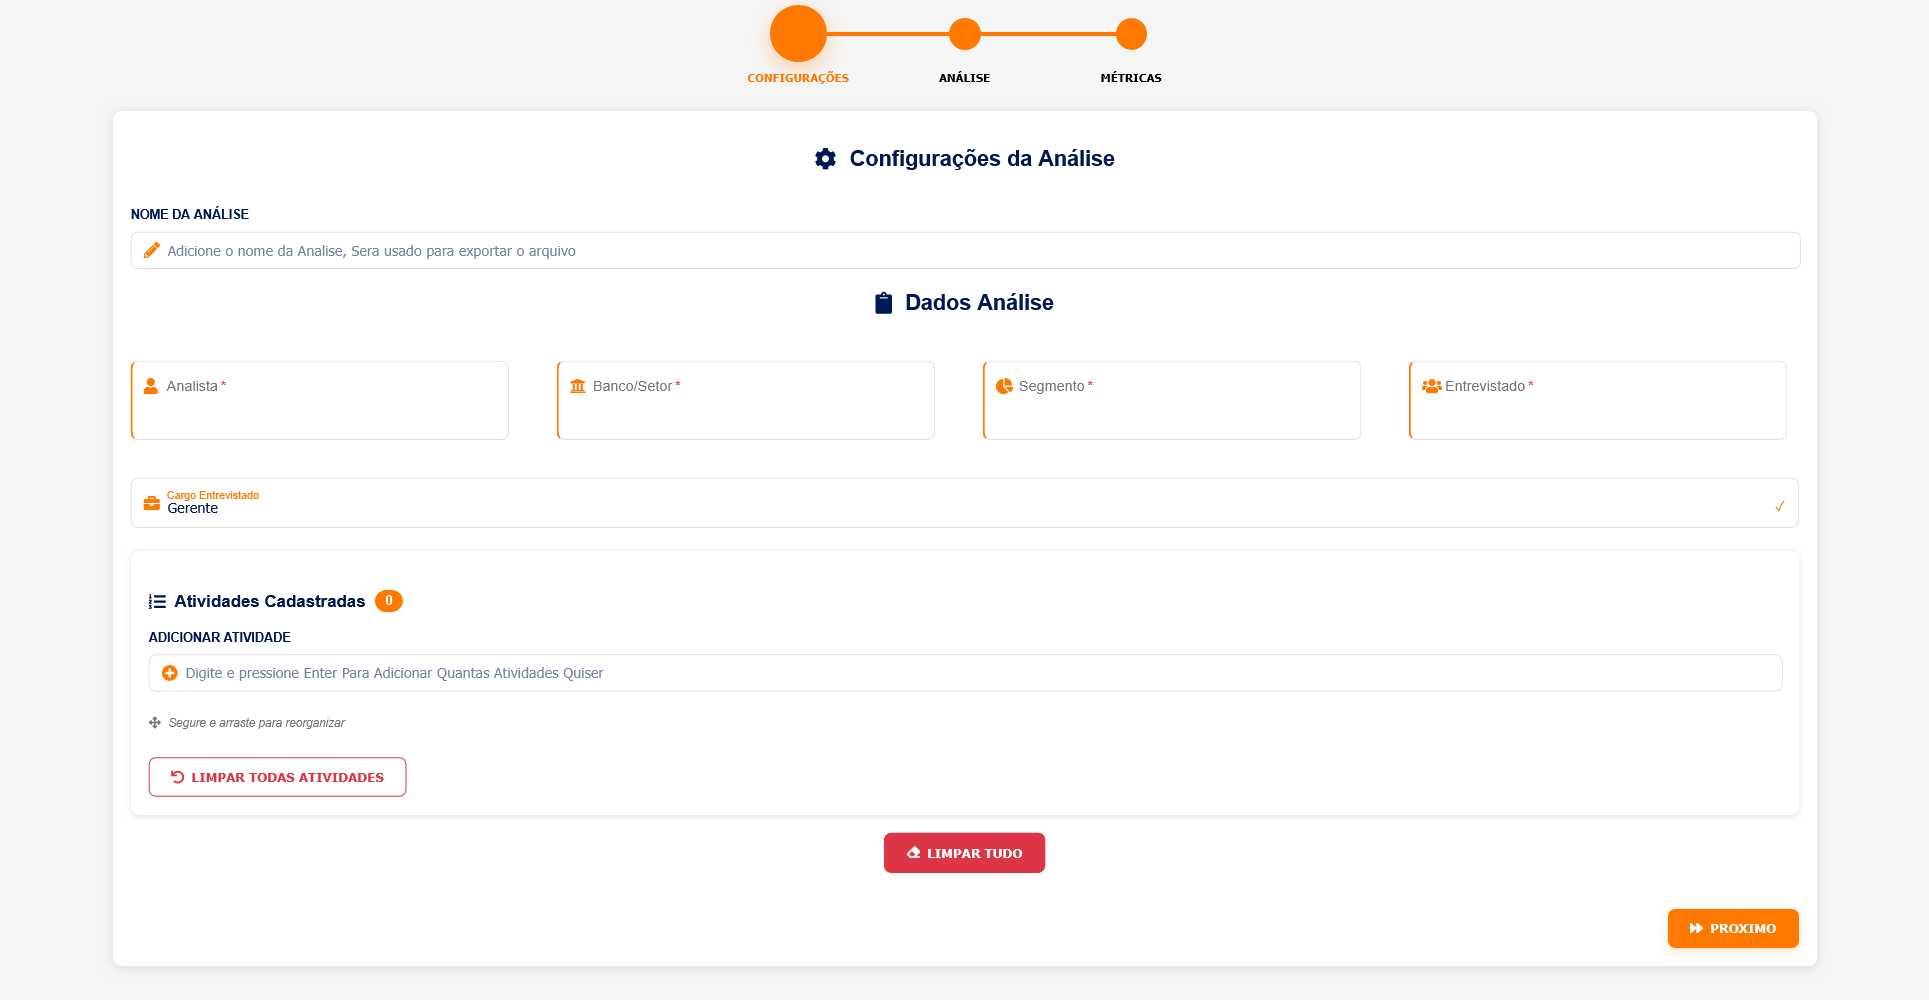 CONFIGURAÇÕES
ANÁLISE
MÉTRICAS
Configurações da Análise
NOME DA ANÁLISE
Adicione o nome da Analise, Sera usado para exportar o arquivo
Dados Análise
Analista *
Banco/Setor *
Segmento *
Entrevistado *
Cargo Entrevistado
Gerente
Atividades Cadastradas 0
ADICIONAR ATIVIDADE
Digite e pressione Enter Para Adicionar Quantas Atividades Quiser
Segure e arraste para reorganizar
LIMPAR TODAS ATIVIDADES
LIMPAR TUDO
PROXIMO